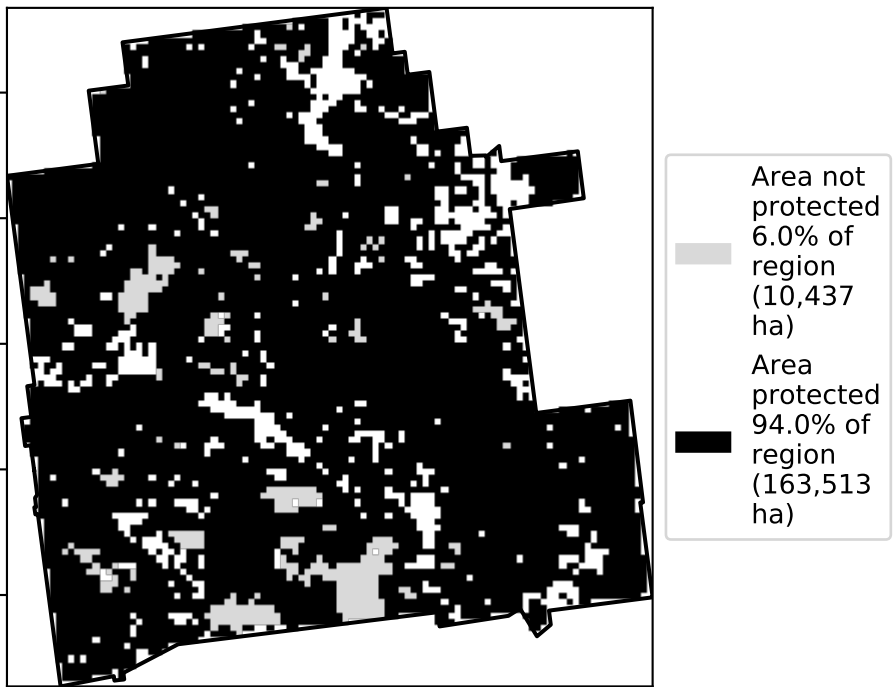 Area not
protected
6.0% of
region
(10,437
ha)
Area
protected
94.0% of
region
(163,513
ha)